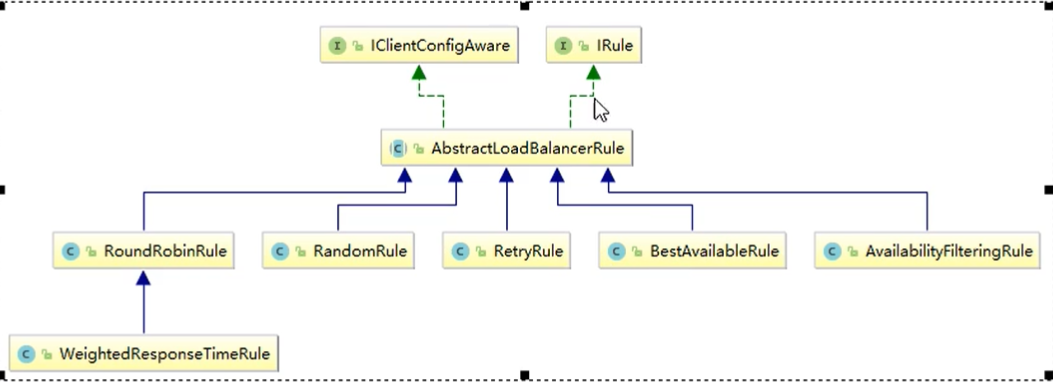 IClientConfigAware
IRule
AbstractLoadBalancerRule
RoundRobinRule
RandomRule
RetryRule
BestAvailableRule
AvailabilityFilteringRule
WeightedResponseTimeRule